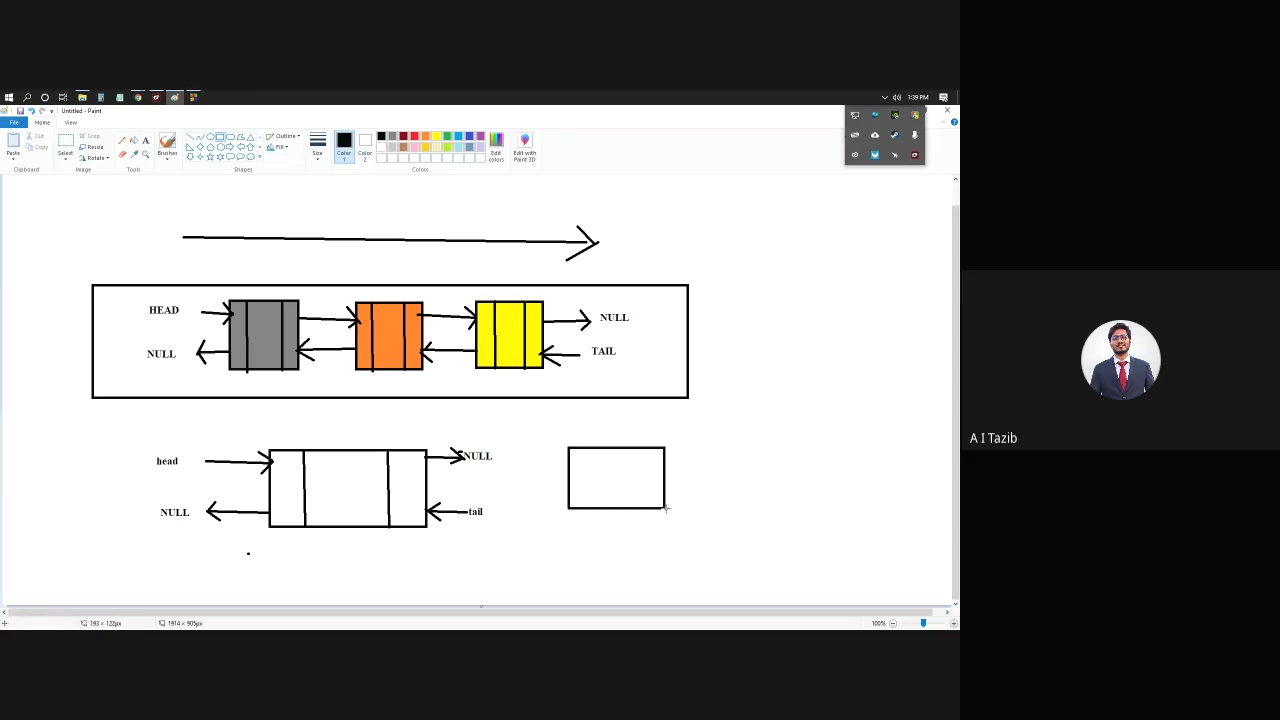 1:39 PM
Untitled - Paint
File
Home
View
Paste
Cut
Copy
Clipboard
Select
Crop
Resize
Rotate
Image
A
Tools
Brushes
Outline
Fill
Shapes
Size
Color 1
Color 2
Edit colors
Colors
Edit with Paint 3D
HEAD
NULL
NULL
TAIL
head
NULL
NULL
tail
A I Tazib
193 × 122px
1914 × 905px
100%